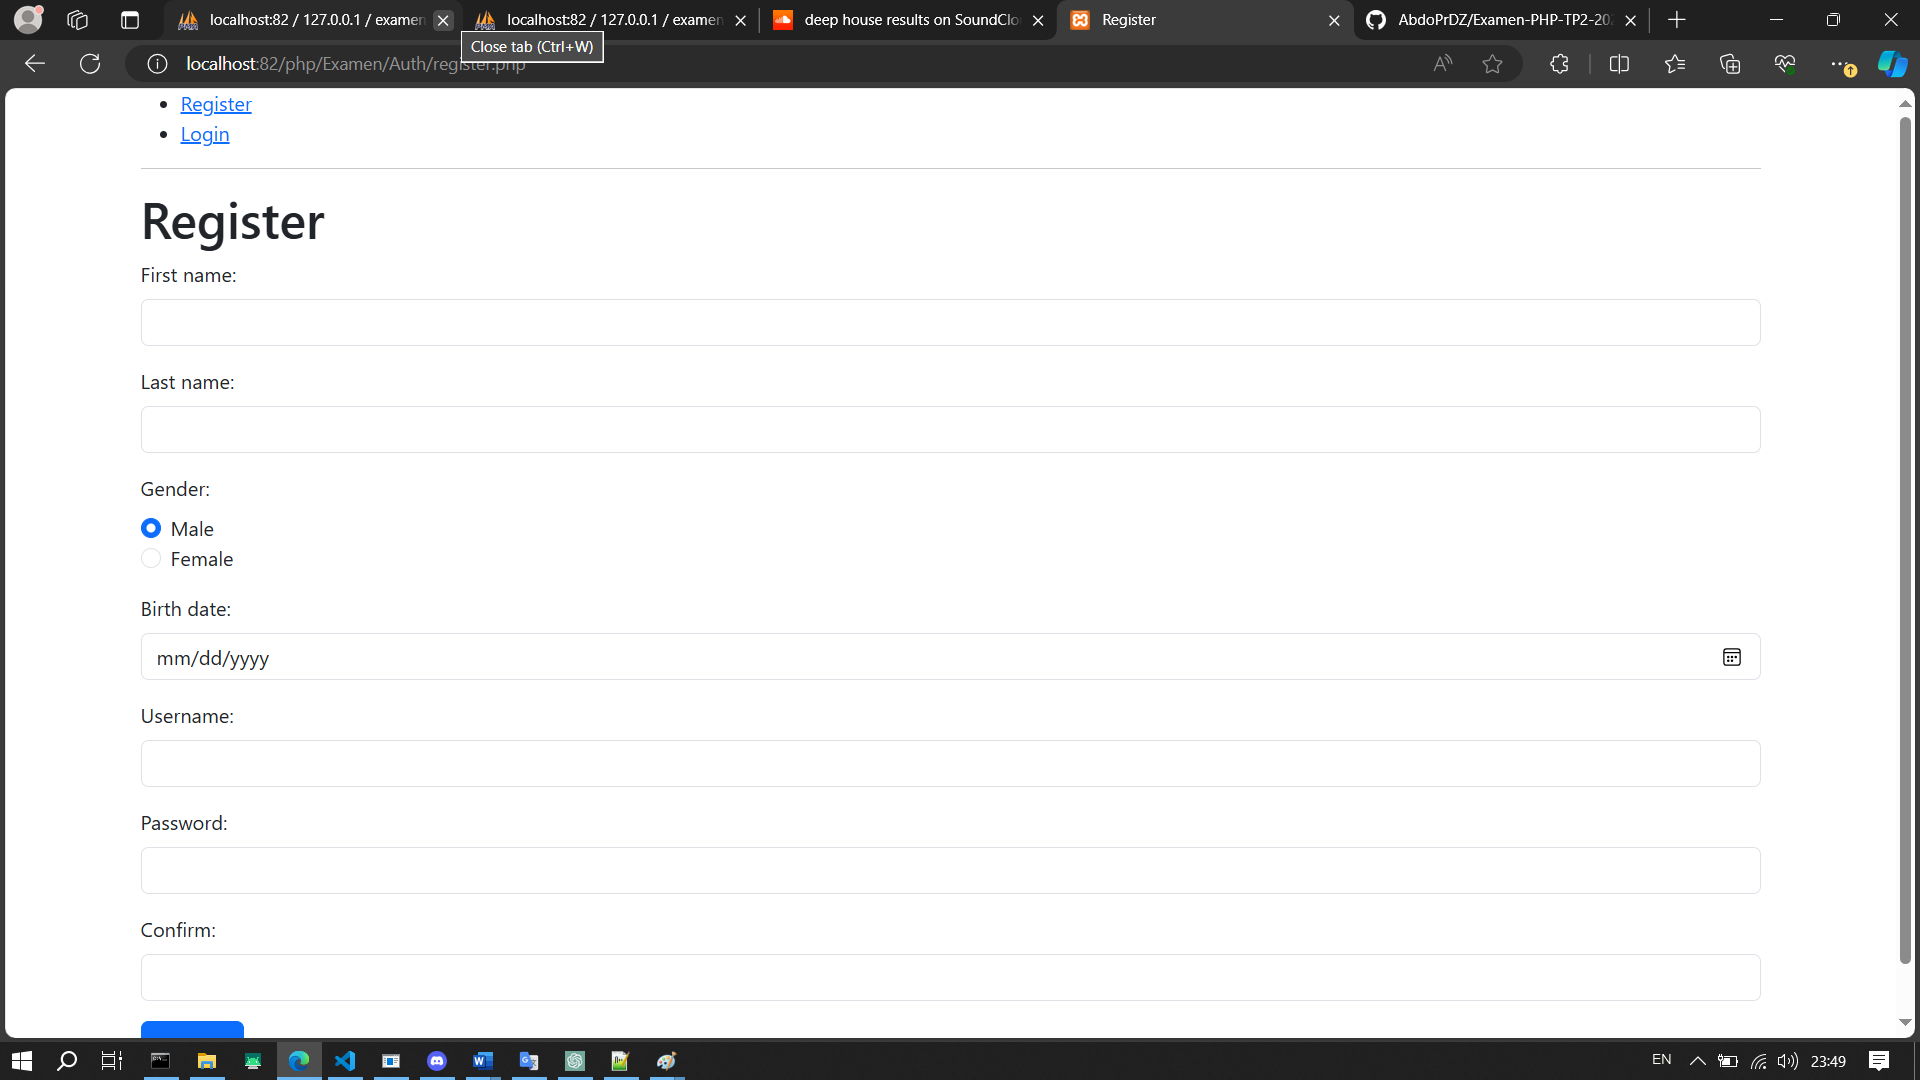 localhost:82 / 127.0.0.1 / examen
localhost:82 / 127.0.0.1 / examen
deep house results on SoundClo
Register
AbdoPrDZ/Examen-PHP-TP2-202
Close tab (Ctrl+W)
localhost:82/php/Examen/Auth/register.php
Register
Login
Register
First name:
Last name:
Gender:
Male
Female
Birth date:
mm/dd/yyyy
Username:
Password:
Confirm:
EN
23:49